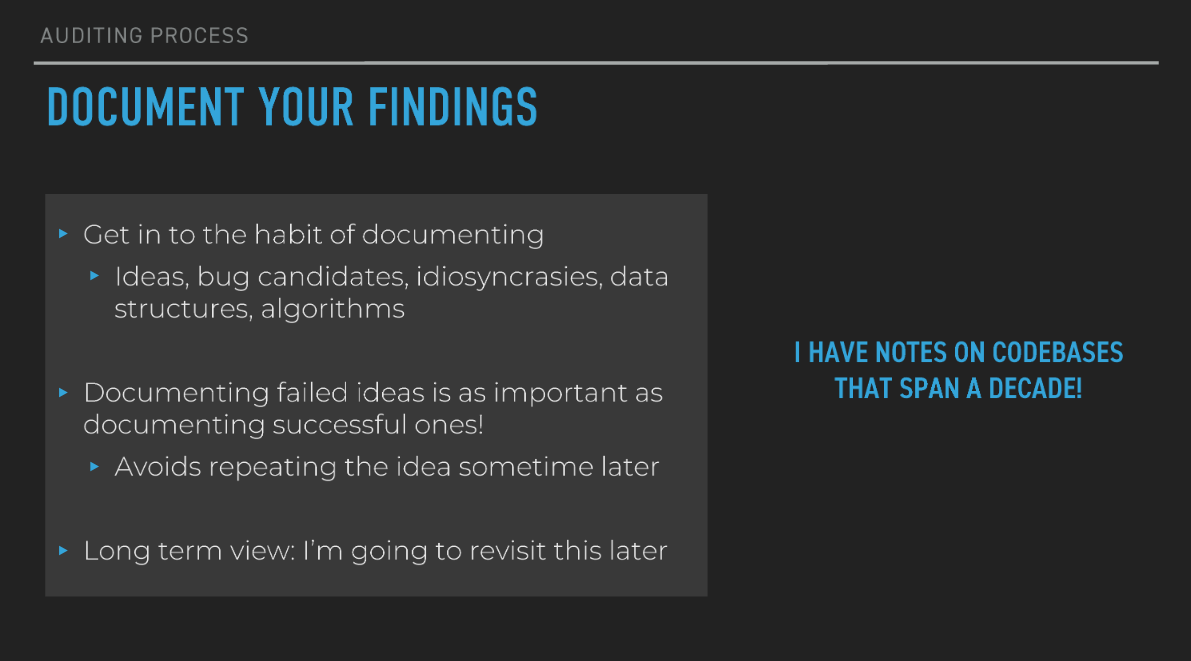 AUDITING PROCESS
DOCUMENT YOUR FINDINGS
Get in to the habit of documenting
Ideas, bug candidates, idiosyncrasies, data
structures, algorithms
Documenting failed ideas is as important as
documenting successful ones!
Avoids repeating the idea sometime later
Long term view: I'm going to revisit this later
I HAVE NOTES ON CODEBASES
THAT SPAN A DECADE!